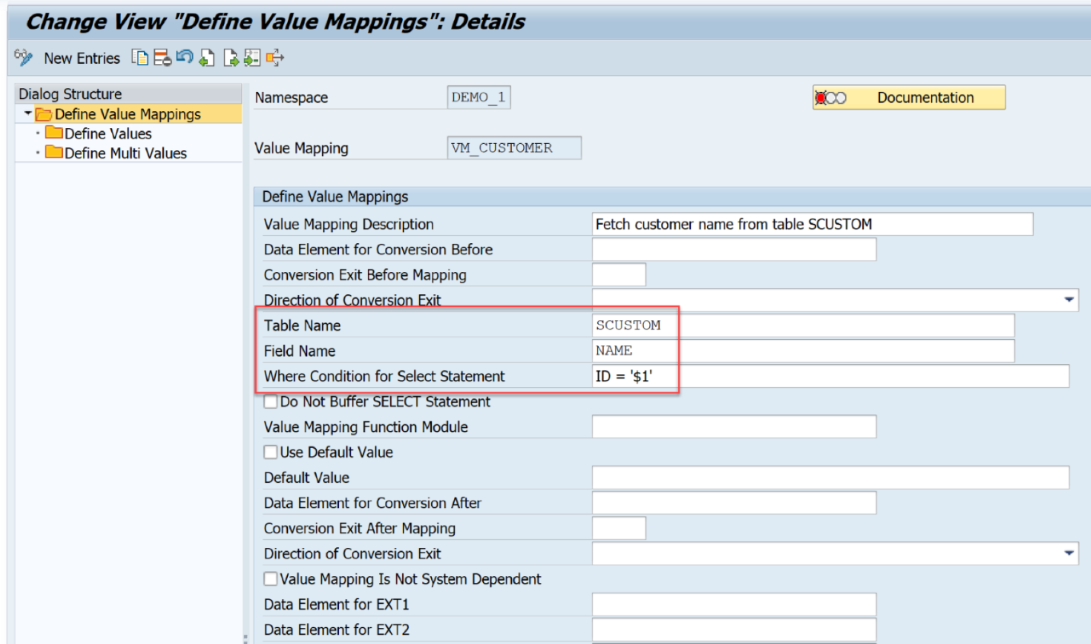 Change View "Define Value Mappings": Details
New Entries
Dialog Structure
Define Value Mappings
Define Values
Define Multi Values
Namespace DEMO_1 Documentation
Value Mapping VM_CUSTOMER
Define Value Mappings
Value Mapping Description Fetch customer name from table SCUSTOM
Data Element for Conversion Before
Conversion Exit Before Mapping
Direction of Conversion Exit
Table Name SCUSTOM
Field Name NAME
Where Condition for Select Statement ID = '$1'
Do Not Buffer SELECT Statement
Value Mapping Function Module
Use Default Value
Default Value
Data Element for Conversion After
Conversion Exit After Mapping
Direction of Conversion Exit
Value Mapping Is Not System Dependent
Data Element for EXT1
Data Element for EXT2